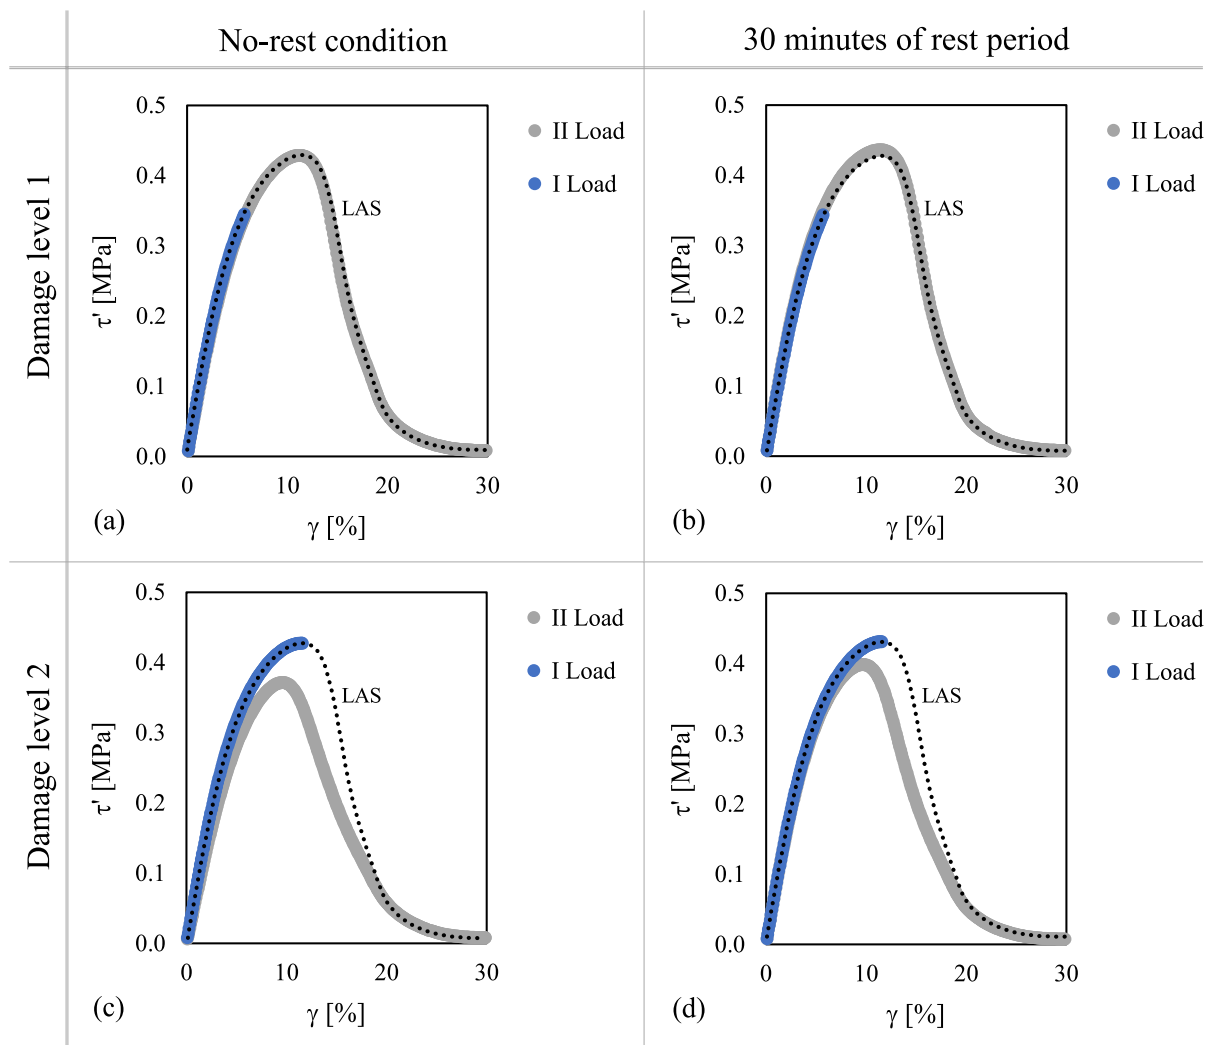 No-rest condition
30 minutes of rest period
Damage level 1
0.5
0.4
0.3
0.2
0.1
0.0
τ' [MPa]
0 10 20 30
γ [%]
LAS
II Load
I Load
(a)
0.5
0.4
0.3
0.2
0.1
0.0
τ' [MPa]
0 10 20 30
γ [%]
LAS
II Load
I Load
(b)
Damage level 2
0.5
0.4
0.3
0.2
0.1
0.0
τ' [MPa]
0 10 20 30
γ [%]
LAS
II Load
I Load
(c)
0.5
0.4
0.3
0.2
0.1
0.0
τ' [MPa]
0 10 20 30
γ [%]
LAS
II Load
I Load
(d)